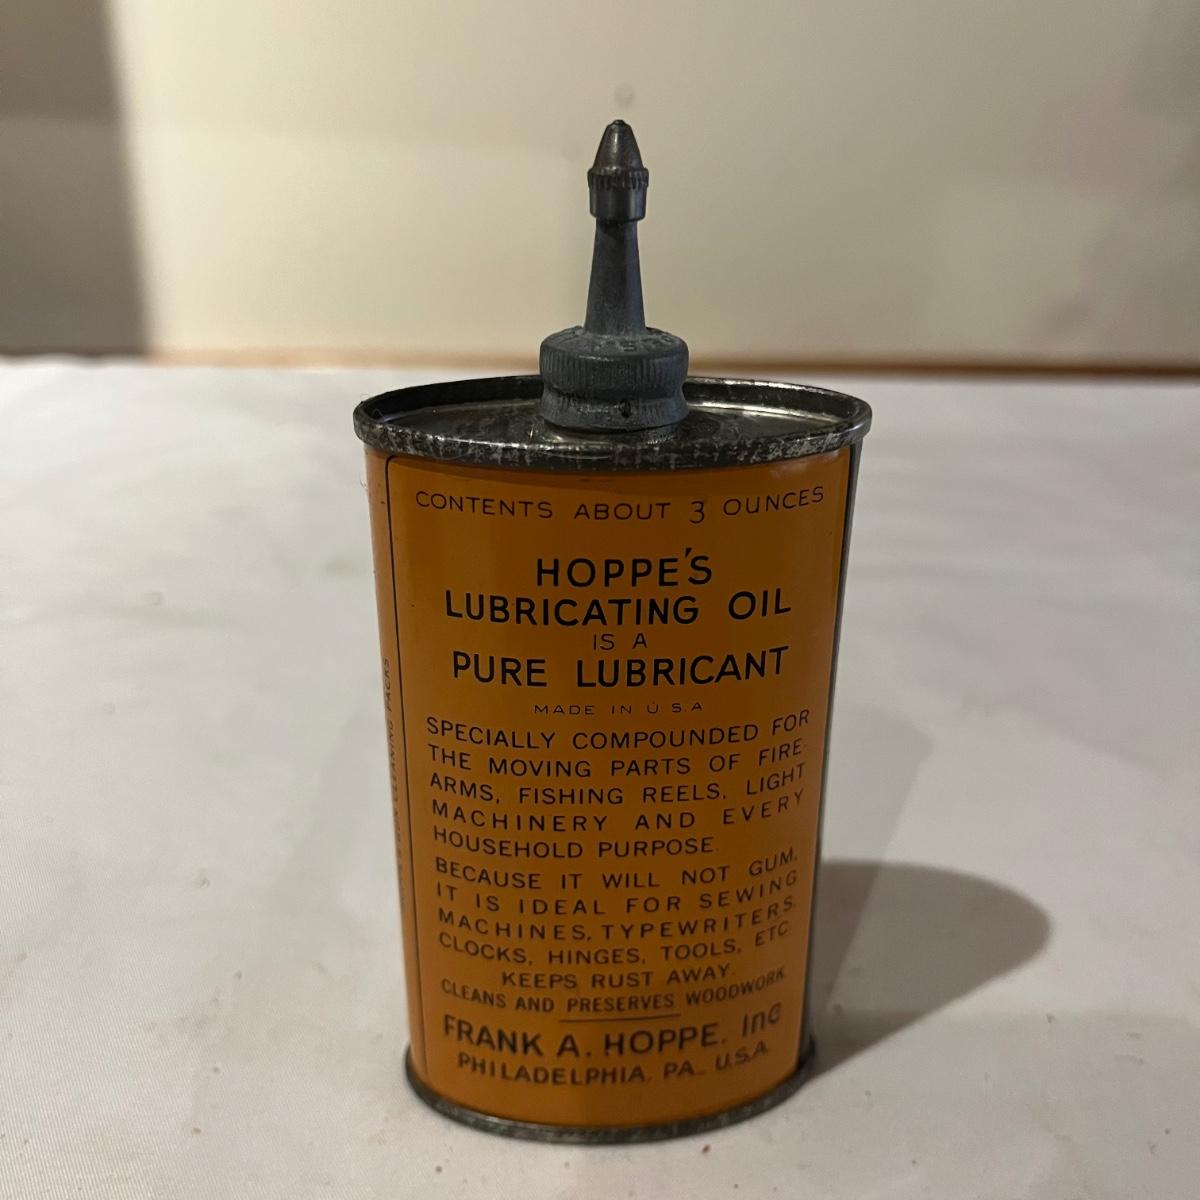 CONTENTS ABOUT 3 OUNCES
HOPPE'S
LUBRICATING OIL
IS A
PURE LUBRICANT
MADE IN U.S.A
SPECIALLY COMPOUNDED FOR
THE MOVING PARTS OF FIRE-
ARMS, FISHING REELS, LIGHT
MACHINERY AND EVERY
HOUSEHOLD PURPOSE.
BECAUSE IT WILL NOT GUM,
IT IS IDEAL FOR SEWING
MACHINES, TYPEWRITERS,
CLOCKS, HINGES, TOOLS, ETC
KEEPS RUST AWAY.
CLEANS AND PRESERVES WOODWORK.
FRANK A. HOPPE, Inc
PHILADELPHIA, PA., U.S.A.
CLEANING PACKS